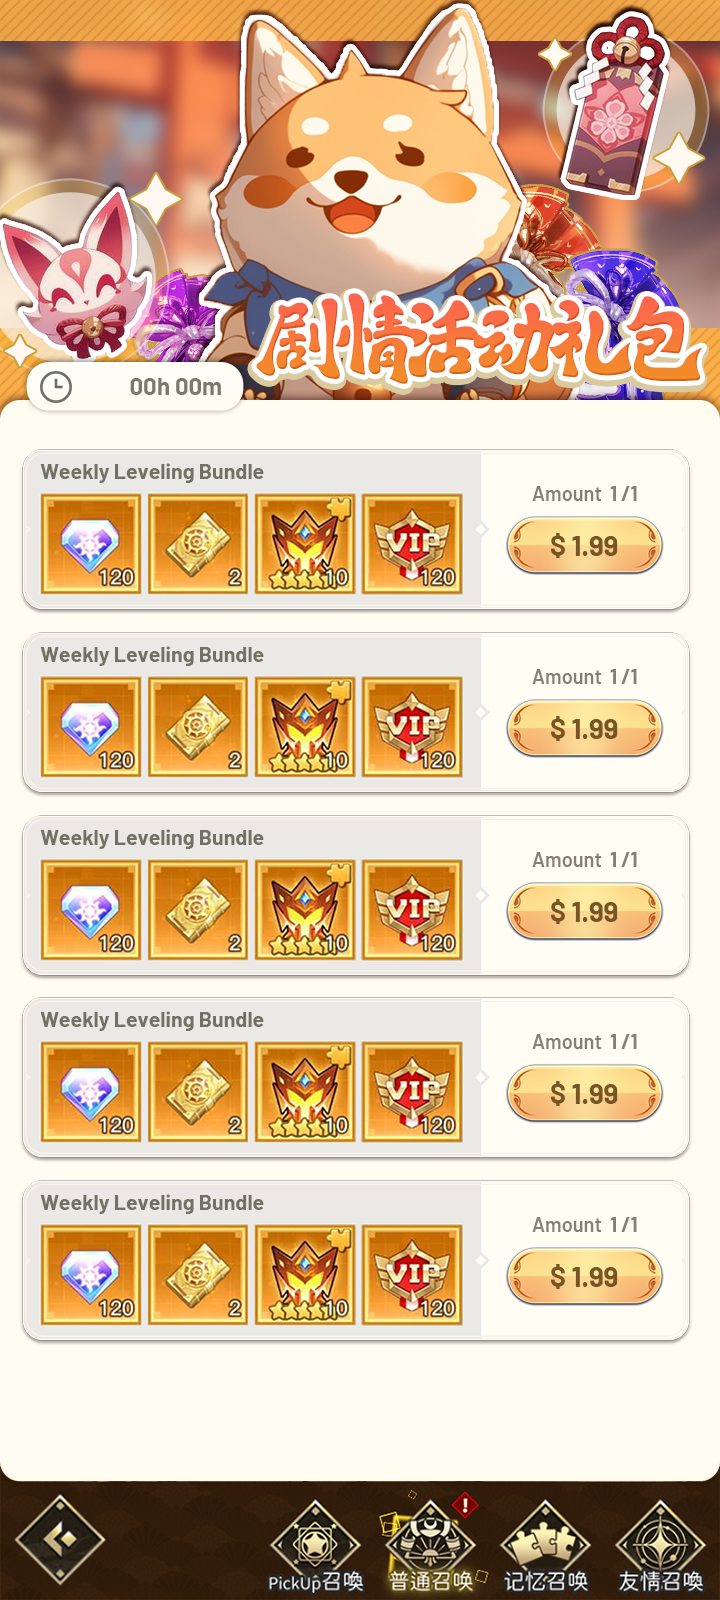 剧情活动礼包
00h 00m
Weekly Leveling Bundle
Amount 1/1
120
2
10
VIP
120
$ 1.99
Weekly Leveling Bundle
Amount 1/1
120
2
10
VIP
120
$ 1.99
Weekly Leveling Bundle
Amount 1/1
120
2
10
VIP
120
$ 1.99
Weekly Leveling Bundle
Amount 1/1
120
2
10
VIP
120
$ 1.99
Weekly Leveling Bundle
Amount 1/1
120
2
10
VIP
120
$ 1.99
!
PickUp召喚
普通召唤
记忆召唤
友情召唤